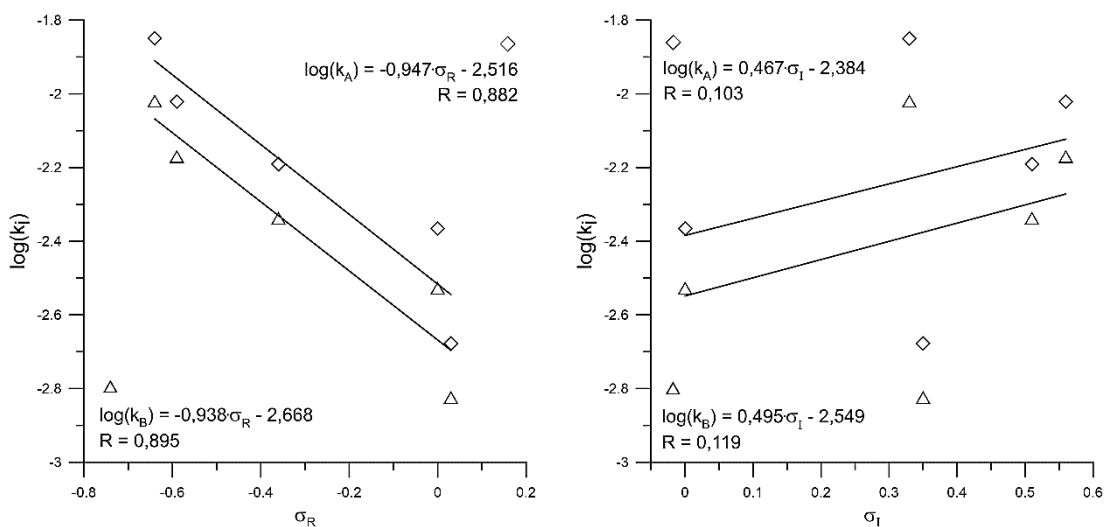 -1.8
-2
-2.2
-2.4
-2.6
-2.8
-3
log(kᵢ)
log(k_A) = -0,947·σ_R - 2,516
R = 0,882
log(k_B) = -0,938·σ_R - 2,668
R = 0,895
-0.8 -0.6 -0.4 -0.2 0 0.2
σ_R
-1.8
-2
-2.2
-2.4
-2.6
-2.8
-3
log(kᵢ)
log(k_A) = 0,467·σ_I - 2,384
R = 0,103
log(k_B) = 0,495·σ_I - 2,549
R = 0,119
0 0.1 0.2 0.3 0.4 0.5 0.6
σ_I